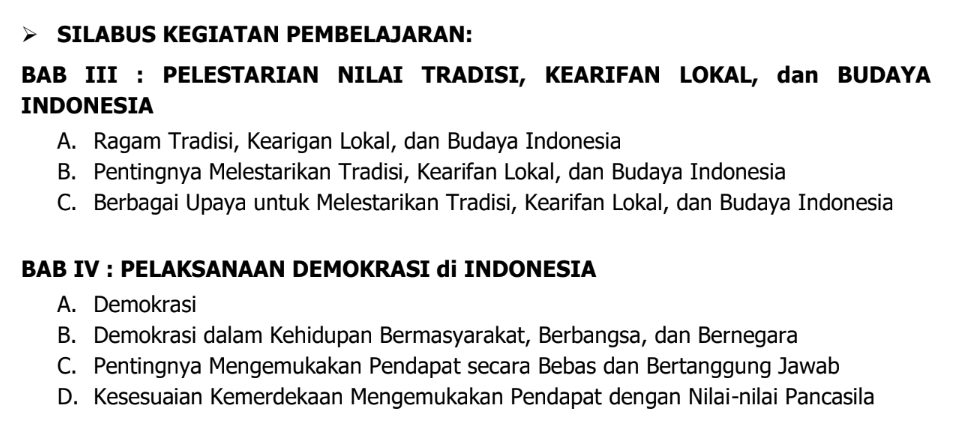 ➢ SILABUS KEGIATAN PEMBELAJARAN:
BAB III : PELESTARIAN NILAI TRADISI, KEARIFAN LOKAL, dan BUDAYA
INDONESIA
A. Ragam Tradisi, Kearigan Lokal, dan Budaya Indonesia
B. Pentingnya Melestarikan Tradisi, Kearifan Lokal, dan Budaya Indonesia
C. Berbagai Upaya untuk Melestarikan Tradisi, Kearifan Lokal, dan Budaya Indonesia
BAB IV : PELAKSANAAN DEMOKRASI di INDONESIA
A. Demokrasi
B. Demokrasi dalam Kehidupan Bermasyarakat, Berbangsa, dan Bernegara
C. Pentingnya Mengemukakan Pendapat secara Bebas dan Bertanggung Jawab
D. Kesesuaian Kemerdekaan Mengemukakan Pendapat dengan Nilai-nilai Pancasila